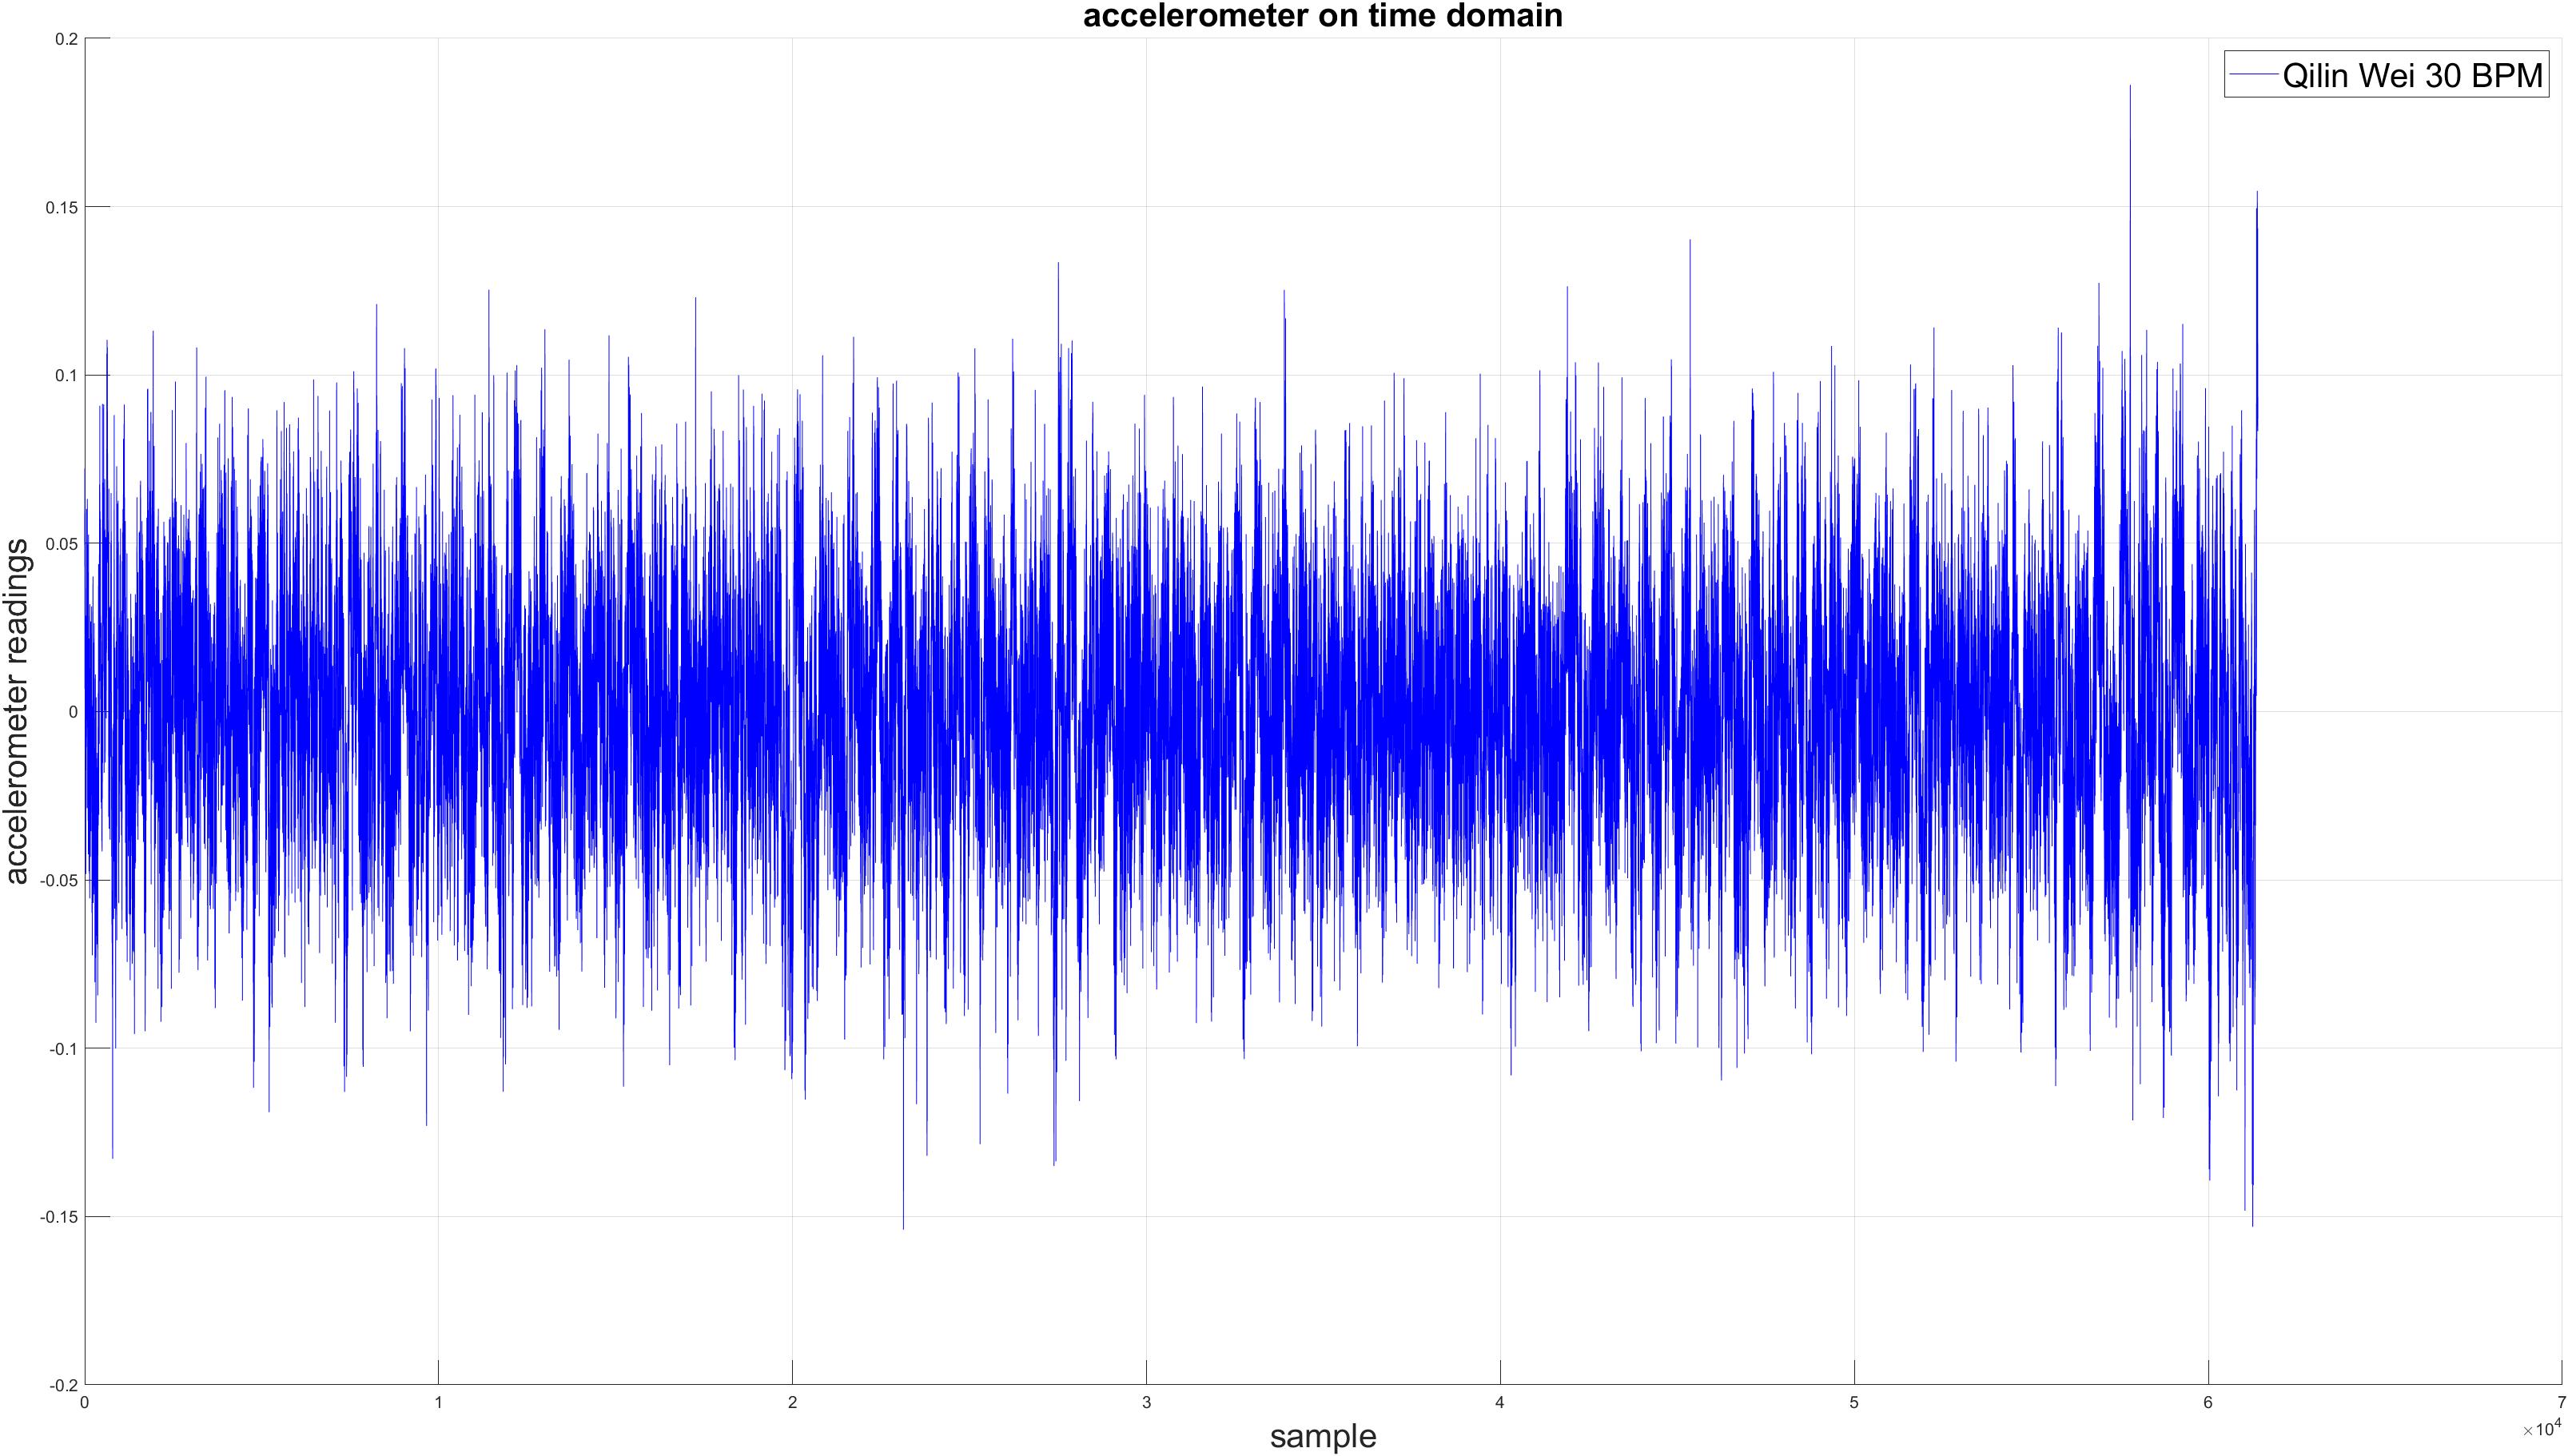 accelerometer on time domain
Qilin Wei 30 BPM
0.2
0.15
0.1
0.05
0
-0.05
-0.1
-0.15
-0.2
accelerometer readings
0 1 2 3 4 5 6 7
×10^4
sample